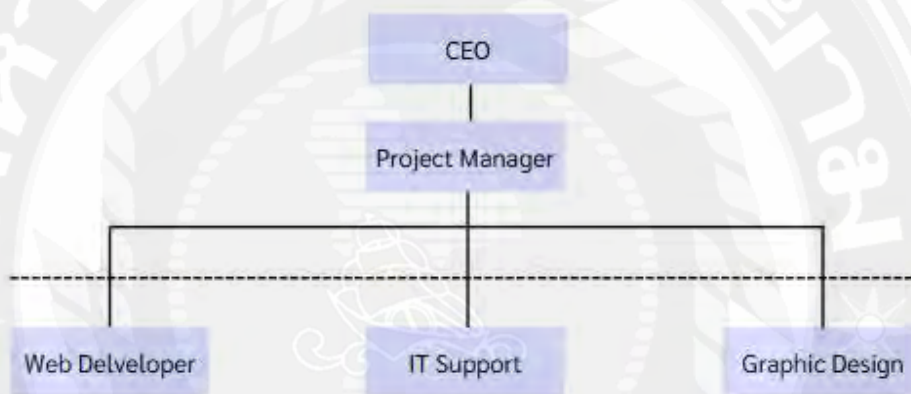 CEO
Project Manager
Web Delveloper
IT Support
Graphic Design